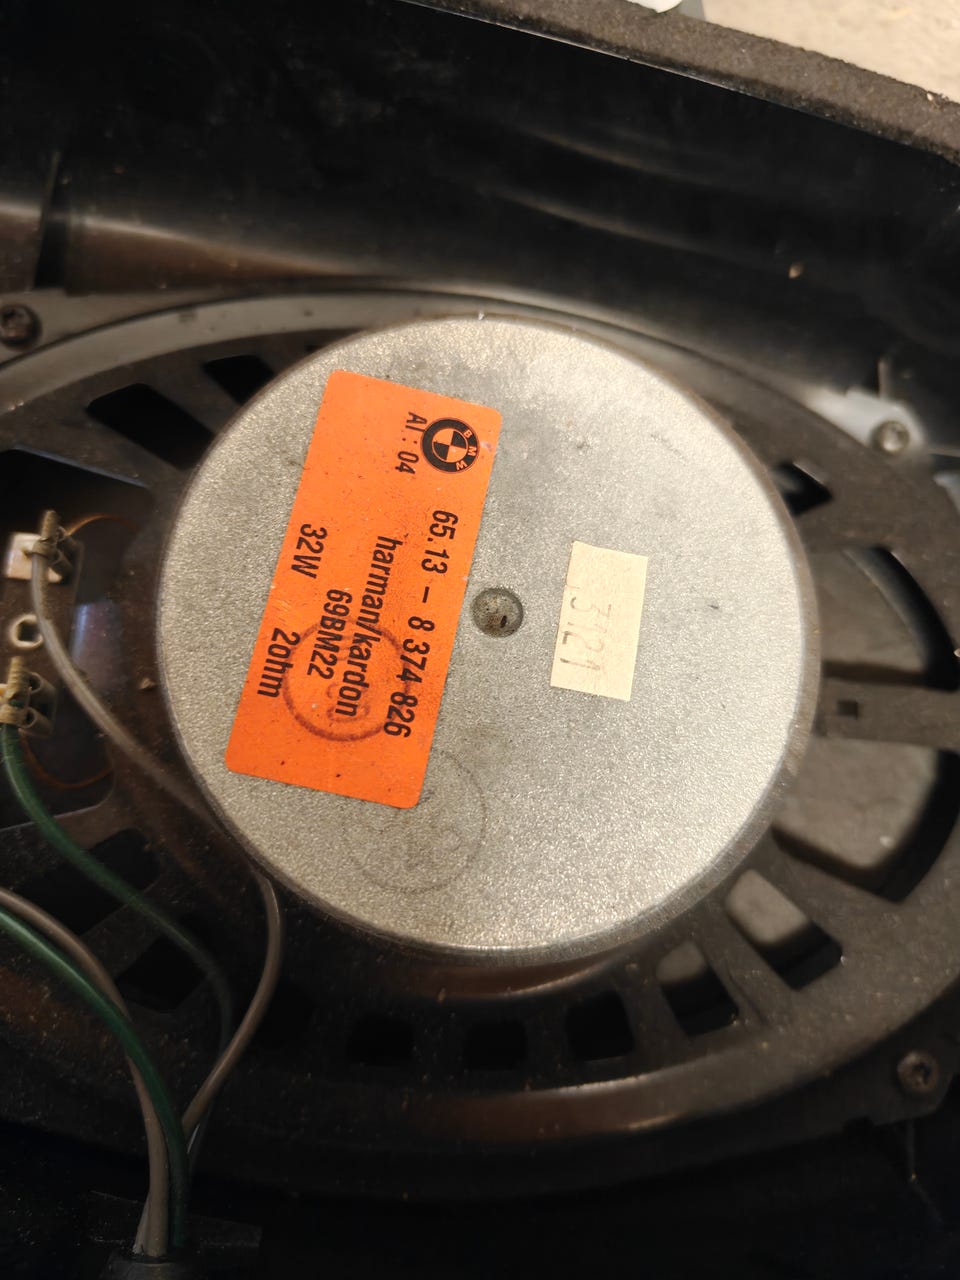 BMW
AI : 04
65.13 - 8 374 826
harman/kardon
32W
69BM22
2ohm
3121